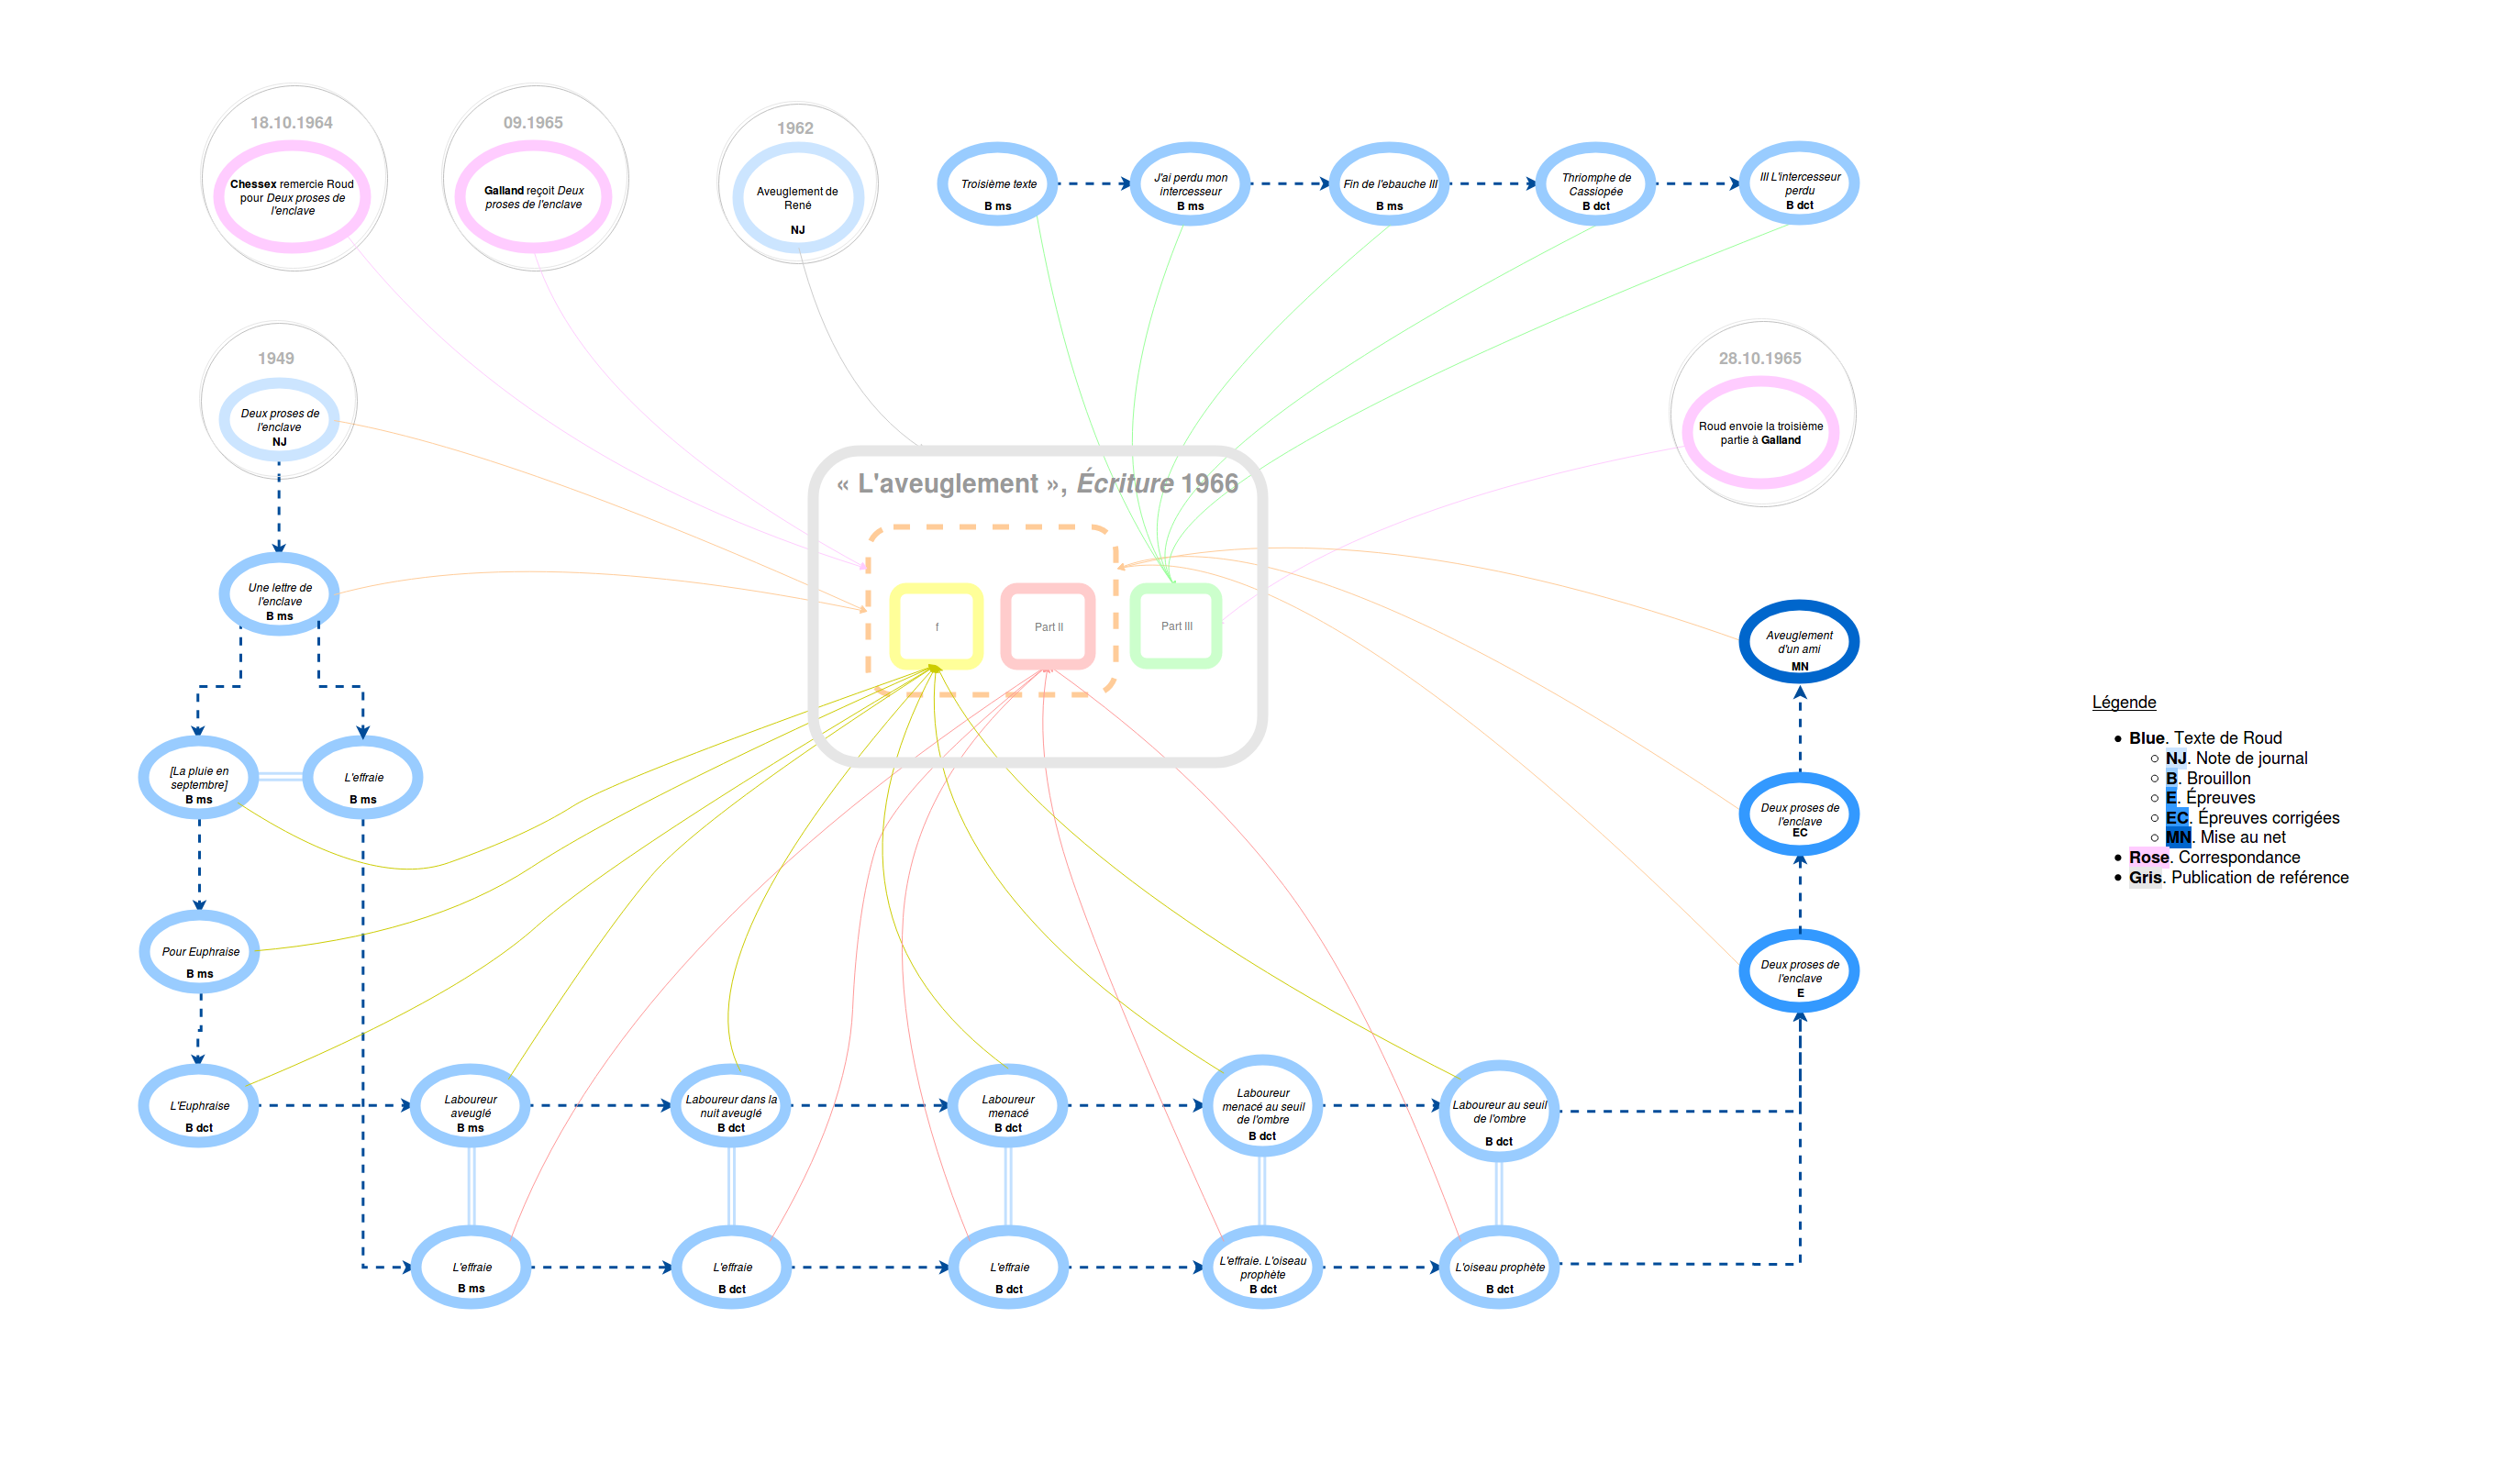 18.10.1964
Chessex remercie Roud
pour Deux proses de
l'enclave
09.1965
Galland reçoit Deux
proses de l'enclave
1962
Aveuglement de
René
NJ
Troisième texte
B ms
J'ai perdu mon
intercesseur
B ms
Fin de l'ebauche III
B ms
Thriomphe de
Cassiopée
B dct
III L'intercesseur
perdu
B dct
1949
Deux proses de
l'enclave
NJ
28.10.1965
Roud envoie la troisième
partie à Galland
« L'aveuglement », Écriture 1966
f
Part II
Part III
Une lettre de
l'enclave
B ms
Aveuglement
d'un ami
MN
[La pluie en
septembre]
B ms
L'effraie
B ms
Deux proses de
l'enclave
EC
Pour Euphraise
B ms
Deux proses de
l'enclave
E
L'Euphraise
B dct
Laboureur
aveuglé
B ms
Laboureur dans la
nuit aveuglé
B dct
Laboureur
menacé
B dct
Laboureur
menacé au seuil
de l'ombre
B dct
Laboureur au seuil
de l'ombre
B dct
L'effraie
B ms
L'effraie
B dct
L'effraie
B dct
L'effraie. L'oiseau
prophète
B dct
L'oiseau prophète
B dct
Légende
Blue. Texte de Roud
NJ. Note de journal
B. Brouillon
E. Épreuves
EC. Épreuves corrigées
MN. Mise au net
Rose. Correspondance
Gris. Publication de reférence